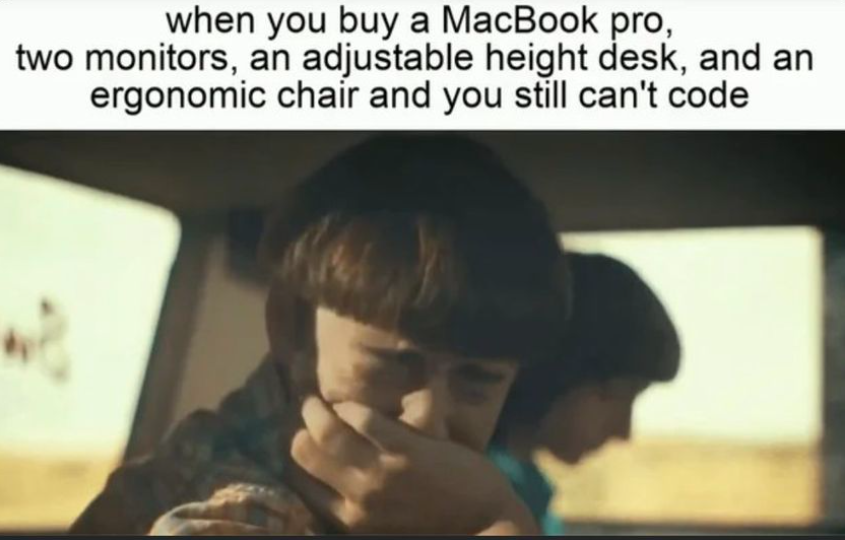 when you buy a MacBook pro,
two monitors, an adjustable height desk, and an
ergonomic chair and you still can't code